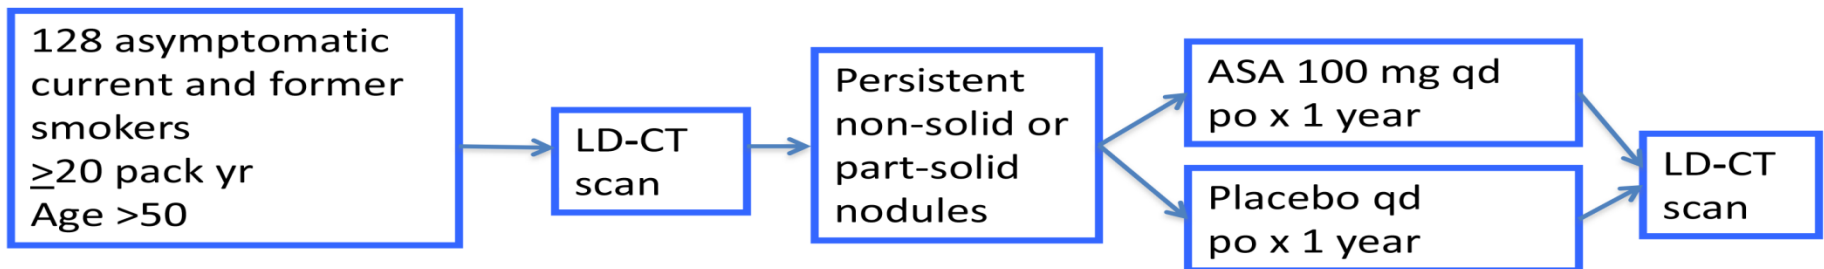 128 asymptomatic
current and former
smokers
≥20 pack yr
Age >50
LD-CT
scan
Persistent
non-solid or
part-solid
nodules
ASA 100 mg qd
po x 1 year
Placebo qd
po x 1 year
LD-CT
scan